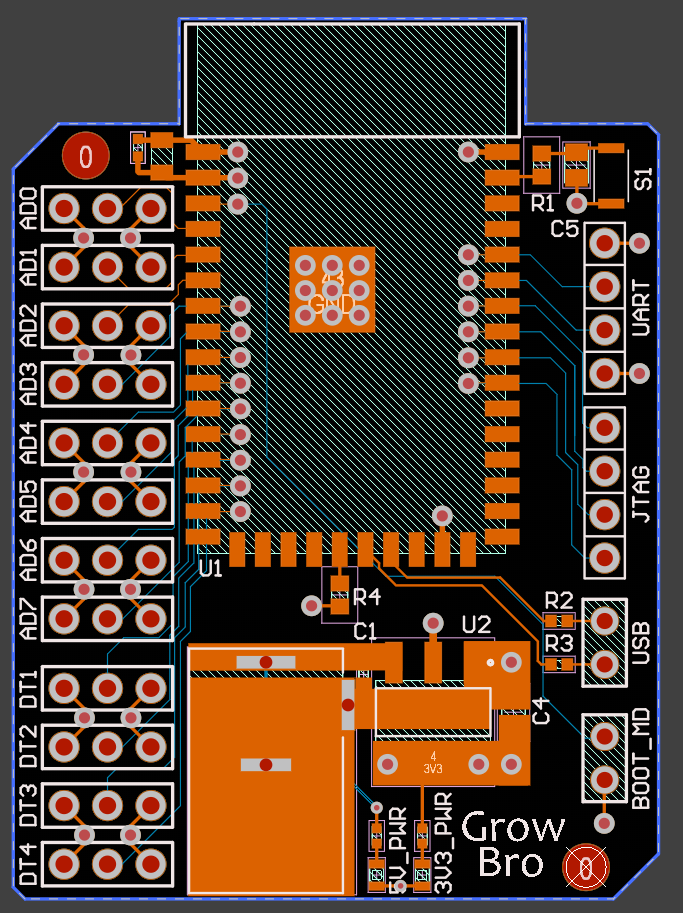 0
S1
AD0
R1
C5
AD1
43
GND
UART
AD2
AD3
AD4
JTAG
AD5
AD6
U1
R4
R2
AD7
C1
U2
R3
USB
DT1
C4
DT2
BOOT_MD
4
3V3
DT3
5V_PWR
3V3_PWR
Grow
Bro
DT4
0